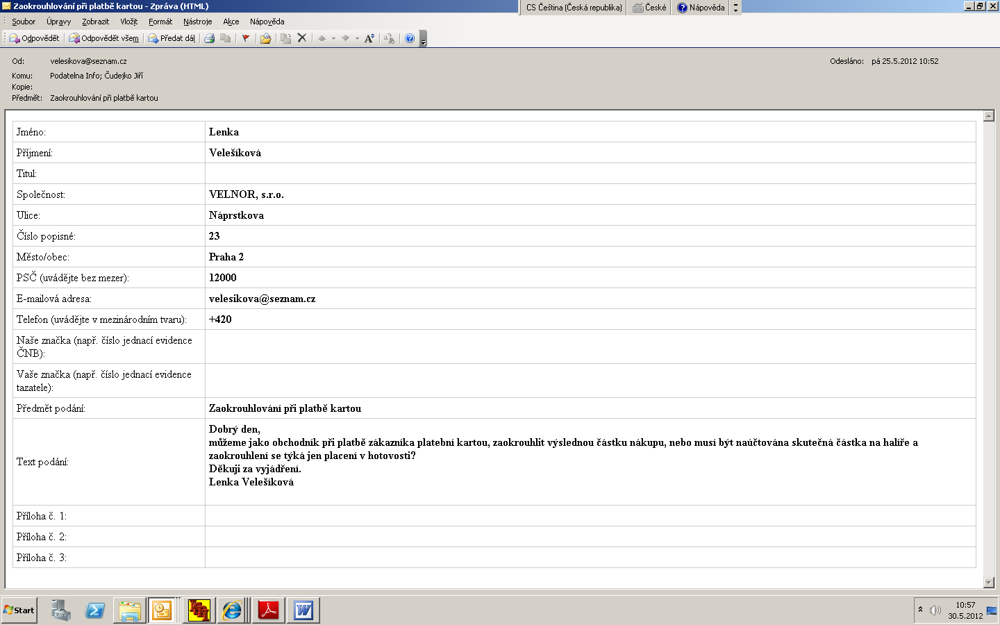 Zaokrouhlování při platbě kartou - Zpráva (HTML)
CS Čeština (Česká republika) České Nápověda
Soubor Úpravy Zobrazit Vložit Formát Nástroje Akce Nápověda
Odpovědět Odpovědět všem Předat dál
Od: velesikova@seznam.cz Odesláno: pá 25.5.2012 10:52
Komu: Podatelna Info; Čudejko Jiří
Kopie:
Předmět: Zaokrouhlování při platbě kartou
Jméno: Lenka
Příjmení: Velešíková
Titul:
Společnost: VELNOR, s.r.o.
Ulice: Náprstkova
Číslo popisné: 23
Město/obec: Praha 2
PSČ (uvádějte bez mezer): 12000
E-mailová adresa: velesikova@seznam.cz
Telefon (uvádějte v mezinárodním tvaru): +420
Naše značka (např. číslo jednací evidence
ČNB):
Vaše značka (např. číslo jednací evidence
tazatele):
Předmět podání: Zaokrouhlování při platbě kartou
Text podání:
Dobrý den,
můžeme jako obchodník při platbě zákazníka platební kartou, zaokrouhlit výslednou částku nákupu, nebo musí být naúčtována skutečná částka na halíře a
zaokrouhlení se týká jen placení v hotovosti?
Děkuji za vyjádření.
Lenka Velešíková
Příloha č. 1:
Příloha č. 2:
Příloha č. 3:
Start
10:57
30.5.2012